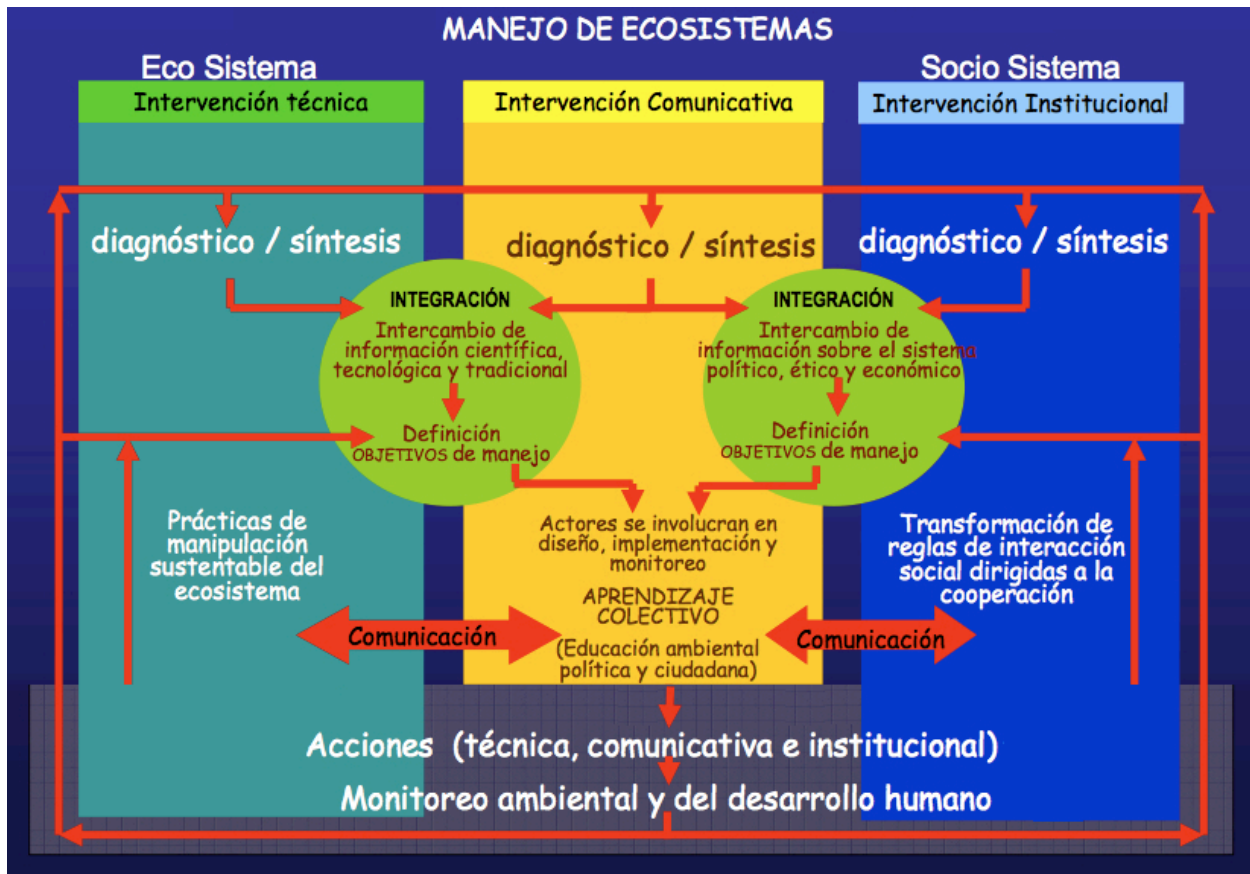 MANEJO DE ECOSISTEMAS
Eco Sistema
Socio Sistema
Intervención técnica
Intervención Comunicativa
Intervención Institucional
diagnóstico / síntesis
diagnóstico / síntesis
diagnóstico / síntesis
INTEGRACIÓN
Intercambio de
información científica,
tecnológica y tradicional
Definición
OBJETIVOS de manejo
INTEGRACIÓN
Intercambio de
información sobre el sistema
político, ético y económico
Definición
OBJETIVOS de manejo
Prácticas de
manipulación
sustentable del
ecosistema
Actores se involucran en
diseño, implementación y
monitoreo
APRENDIZAJE
COLECTIVO
(Educación ambiental
política y ciudadana)
Transformación de
reglas de interacción
social dirigidas a la
cooperación
Comunicación
Comunicación
Acciones (técnica, comunicativa e institucional)
Monitoreo ambiental y del desarrollo humano